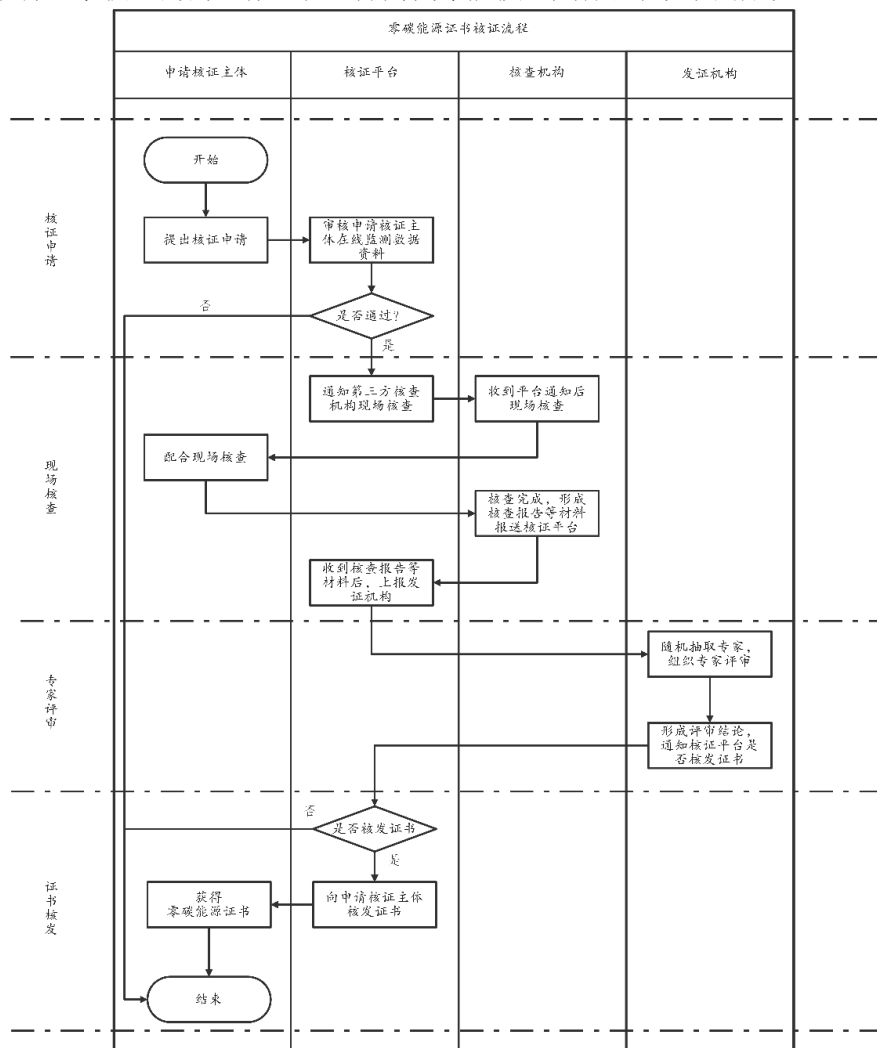 零碳能源证书核证流程
申请核证主体
核证平台
核查机构
发证机构
核证申请
开始
提出核证申请
审核申请核证主
体在线监测数据
资料
是否通过?
否
是
现场核查
通知第三方核查
机构现场核查
收到平台通知后
现场核查
配合现场核查
核查完成，形成
核查报告等材料
报送核证平台
收到核查报告等
材料后，上报发
证机构
专家评审
随机抽取专家，
组织专家评审
形成评审结论，
通知核证平台是
否核发证书
证书核发
是否核发证书
否
是
向申请核证主体
核发证书
获得
零碳能源证书
结束